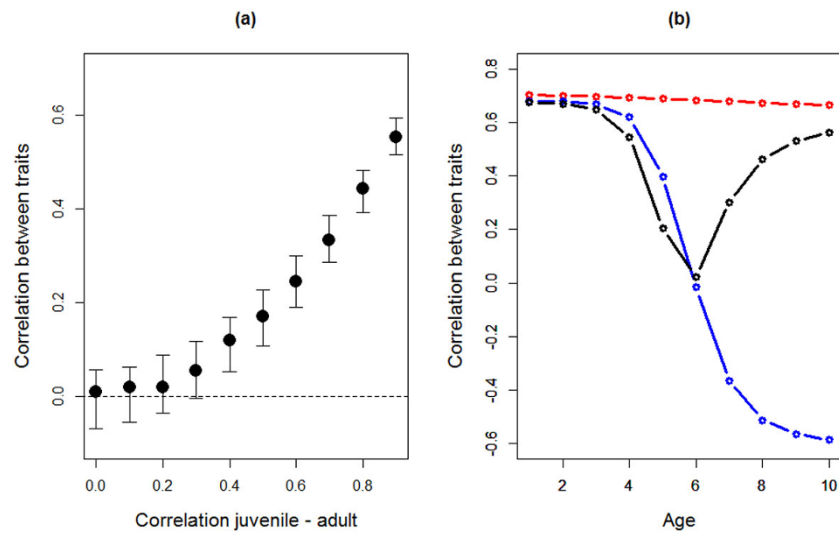 (a)
Correlation between traits
0.6
0.4
0.2
0.0
0.0 0.2 0.4 0.6 0.8
Correlation juvenile - adult
(b)
Correlation between traits
0.8
0.6
0.4
0.2
0.0
-0.2
-0.4
-0.6
2 4 6 8 10
Age